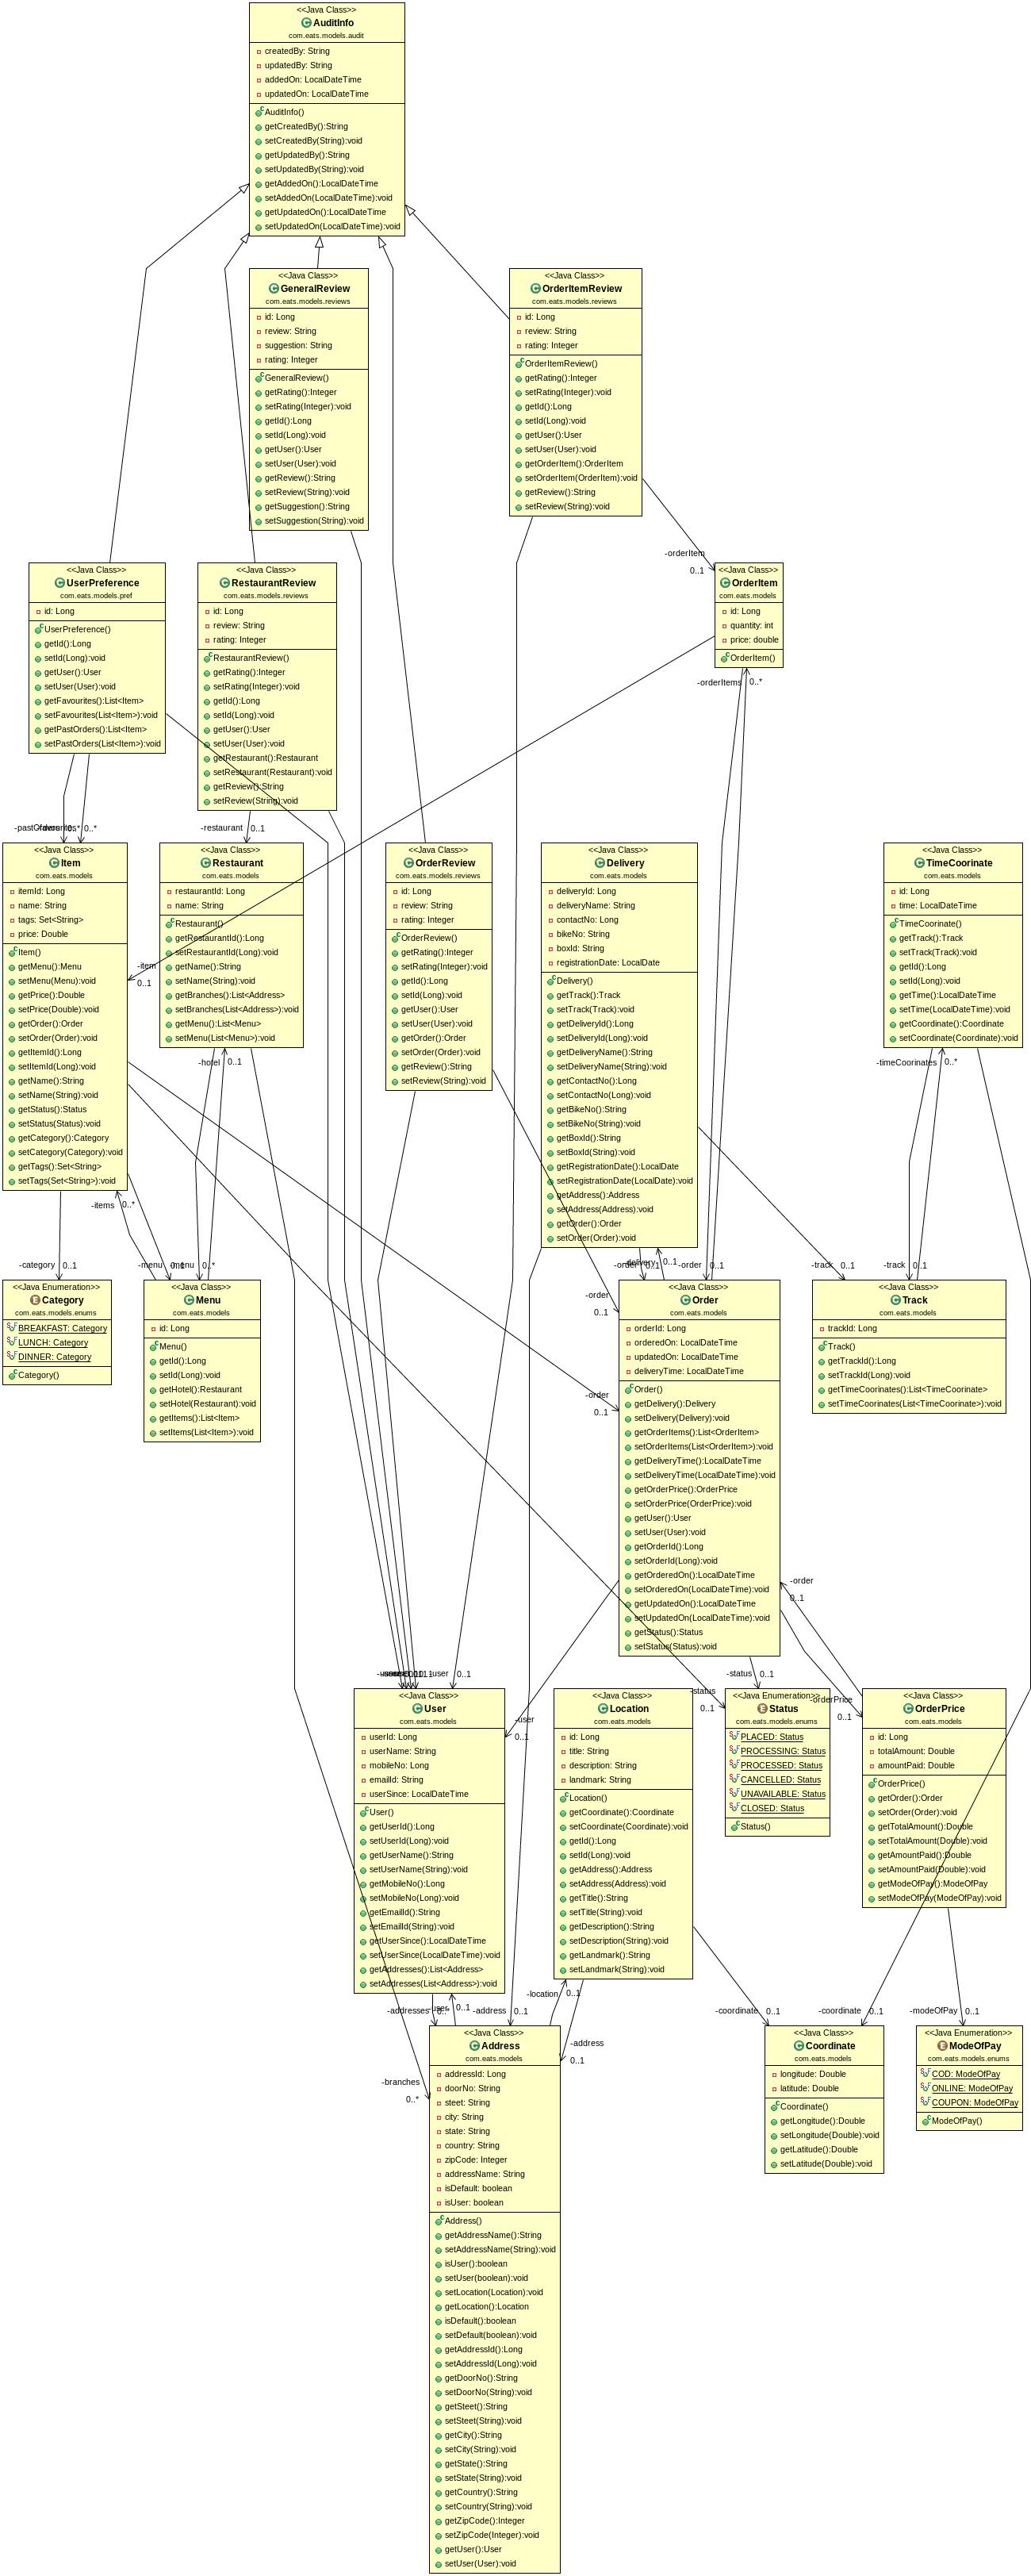 <<Java Class>>
AuditInfo
com.eats.models.audit
createdBy: String
updatedBy: String
addedOn: LocalDateTime
updatedOn: LocalDateTime
AuditInfo()
getCreatedBy():String
setCreatedBy(String):void
getUpdatedBy():String
setUpdatedBy(String):void
getAddedOn():LocalDateTime
setAddedOn(LocalDateTime):void
getUpdatedOn():LocalDateTime
setUpdatedOn(LocalDateTime):void
<<Java Class>>
GeneralReview
com.eats.models.reviews
id: Long
review: String
suggestion: String
rating: Integer
GeneralReview()
getRating():Integer
setRating(Integer):void
getId():Long
setId(Long):void
getUser():User
setUser(User):void
getReview():String
setReview(String):void
getSuggestion():String
setSuggestion(String):void
<<Java Class>>
OrderItemReview
com.eats.models.reviews
id: Long
review: String
rating: Integer
OrderItemReview()
getRating():Integer
setRating(Integer):void
getId():Long
setId(Long):void
getUser():User
setUser(User):void
getOrderItem():OrderItem
setOrderItem(OrderItem):void
getReview():String
setReview(String):void
-orderItem
0..1
<<Java Class>>
UserPreference
com.eats.models.pref
id: Long
UserPreference()
getId():Long
setId(Long):void
getUser():User
setUser(User):void
getFavourites():List<Item>
setFavourites(List<Item>):void
getPastOrders():List<Item>
setPastOrders(List<Item>):void
<<Java Class>>
RestaurantReview
com.eats.models.reviews
id: Long
review: String
rating: Integer
RestaurantReview()
getRating():Integer
setRating(Integer):void
getId():Long
setId(Long):void
getUser():User
setUser(User):void
getRestaurant():Restaurant
setRestaurant(Restaurant):void
getReview():String
setReview(String):void
<<Java Class>>
OrderItem
com.eats.models
id: Long
quantity: int
price: double
OrderItem()
-orderItems 0..*
0..*
-restaurant 0..1
<<Java Class>>
Item
com.eats.models
itemId: Long
name: String
tags: Set<String>
price: Double
Item()
getMenu():Menu
setMenu(Menu):void
getPrice():Double
setPrice(Double):void
getOrder():Order
setOrder(Order):void
getItemId():Long
setItemId(Long):void
getName():String
setName(String):void
getStatus():Status
setStatus(Status):void
getCategory():Category
setCategory(Category):void
getTags():Set<String>
setTags(Set<String>):void
-item
0..1
<<Java Class>>
Restaurant
com.eats.models
restaurantId: Long
name: String
Restaurant()
getRestaurantId():Long
setRestaurantId(Long):void
getName():String
setName(String):void
getBranches():List<Address>
setBranches(List<Address>):void
getMenu():List<Menu>
setMenu(List<Menu>):void
-hotel 0..1
<<Java Class>>
OrderReview
com.eats.models.reviews
id: Long
review: String
rating: Integer
OrderReview()
getRating():Integer
setRating(Integer):void
getId():Long
setId(Long):void
getUser():User
setUser(User):void
getOrder():Order
setOrder(Order):void
getReview():String
setReview(String):void
<<Java Class>>
Delivery
com.eats.models
deliveryId: Long
deliveryName: String
contactNo: Long
bikeNo: String
boxId: String
registrationDate: LocalDate
Delivery()
getTrack():Track
setTrack(Track):void
getDeliveryId():Long
setDeliveryId(Long):void
getDeliveryName():String
setDeliveryName(String):void
getContactNo():Long
setContactNo(Long):void
getBikeNo():String
setBikeNo(String):void
getBoxId():String
setBoxId(String):void
getRegistrationDate():LocalDate
setRegistrationDate(LocalDate):void
getAddress():Address
setAddress(Address):void
getOrder():Order
setOrder(Order):void
<<Java Class>>
TimeCoorinate
com.eats.models
id: Long
time: LocalDateTime
TimeCoorinate()
getTrack():Track
setTrack(Track):void
getId():Long
setId(Long):void
getTime():LocalDateTime
setTime(LocalDateTime):void
getCoordinate():Coordinate
setCoordinate(Coordinate):void
-timeCoorinates 0..*
-items 0..*
-category 0..1
-menu
0..*
0..1
-order 0..1
-track 0..1
-track 0..1
<<Java Enumeration>>
Category
com.eats.models.enums
BREAKFAST: Category
LUNCH: Category
DINNER: Category
Category()
<<Java Class>>
Menu
com.eats.models
id: Long
Menu()
getId():Long
setId(Long):void
getHotel():Restaurant
setHotel(Restaurant):void
getItems():List<Item>
setItems(List<Item>):void
-order
0..1
-order
0..1
<<Java Class>>
Order
com.eats.models
orderId: Long
orderedOn: LocalDateTime
updatedOn: LocalDateTime
deliveryTime: LocalDateTime
Order()
getDelivery():Delivery
setDelivery(Delivery):void
getOrderItems():List<OrderItem>
setOrderItems(List<OrderItem>):void
getDeliveryTime():LocalDateTime
setDeliveryTime(LocalDateTime):void
getOrderPrice():OrderPrice
setOrderPrice(OrderPrice):void
getUser():User
setUser(User):void
getOrderId():Long
setOrderId(Long):void
getOrderedOn():LocalDateTime
setOrderedOn(LocalDateTime):void
getUpdatedOn():LocalDateTime
setUpdatedOn(LocalDateTime):void
getStatus():Status
setStatus(Status):void
<<Java Class>>
Track
com.eats.models
trackId: Long
Track()
getTrackId():Long
setTrackId(Long):void
getTimeCoorinates():List<TimeCoorinate>
setTimeCoorinates(List<TimeCoorinate>):void
-order
0..1
-user 0..1
-status 0..1
-status
0..1
-orderPrice
0..1
-user
0..1
<<Java Class>>
User
com.eats.models
userId: Long
userName: String
mobileNo: Long
emailId: String
userSince: LocalDateTime
User()
getUserId():Long
setUserId(Long):void
getUserName():String
setUserName(String):void
getMobileNo():Long
setMobileNo(Long):void
getEmailId():String
setEmailId(String):void
getUserSince():LocalDateTime
setUserSince(LocalDateTime):void
getAddresses():List<Address>
setAddresses(List<Address>):void
<<Java Class>>
Location
com.eats.models
id: Long
title: String
description: String
landmark: String
Location()
getCoordinate():Coordinate
setCoordinate(Coordinate):void
getId():Long
setId(Long):void
getAddress():Address
setAddress(Address):void
getTitle():String
setTitle(String):void
getDescription():String
setDescription(String):void
getLandmark():String
setLandmark(String):void
<<Java Enumeration>>
Status
com.eats.models.enums
PLACED: Status
PROCESSING: Status
PROCESSED: Status
CANCELLED: Status
UNAVAILABLE: Status
CLOSED: Status
Status()
<<Java Class>>
OrderPrice
com.eats.models
id: Long
totalAmount: Double
amountPaid: Double
OrderPrice()
getOrder():Order
setOrder(Order):void
getTotalAmount():Double
setTotalAmount(Double):void
getAmountPaid():Double
setAmountPaid(Double):void
getModeOfPay():ModeOfPay
setModeOfPay(ModeOfPay):void
-location 0..1
-addresses
0..1
-address 0..1
-coordinate 0..1
-coordinate 0..1
-modeOfPay 0..1
-address
0..1
-branches
0..*
<<Java Class>>
Address
com.eats.models
addressId: Long
doorNo: String
steet: String
city: String
state: String
country: String
zipCode: Integer
addressName: String
isDefault: boolean
isUser: boolean
Address()
getAddressName():String
setAddressName(String):void
isUser():boolean
setUser(boolean):void
setLocation(Location):void
getLocation():Location
isDefault():boolean
setDefault(boolean):void
getAddressId():Long
setAddressId(Long):void
getDoorNo():String
setDoorNo(String):void
getSteet():String
setSteet(String):void
getCity():String
setCity(String):void
getState():String
setState(String):void
getCountry():String
setCountry(String):void
getZipCode():Integer
setZipCode(Integer):void
getUser():User
setUser(User):void
<<Java Class>>
Coordinate
com.eats.models
longitude: Double
latitude: Double
Coordinate()
getLongitude():Double
setLongitude(Double):void
getLatitude():Double
setLatitude(Double):void
<<Java Enumeration>>
ModeOfPay
com.eats.models.enums
COD: ModeOfPay
ONLINE: ModeOfPay
COUPON: ModeOfPay
ModeOfPay()